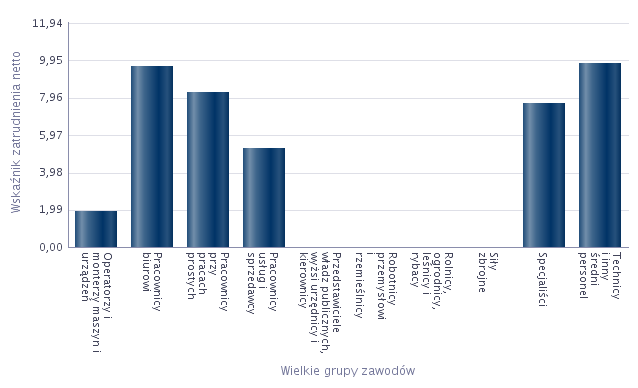 11,94
9,95
7,96
5,97
3,98
1,99
0,00
Wskaźnik zatrudnienia netto
Operatorzy i
monterzy maszyn i
urządzeń
Pracownicy
biurowi
Pracownicy
przy
pracach
prostych
Pracownicy
usług i
sprzedawcy
Przedstawiciele
władz publicznych,
wyżsi urzędnicy i
kierownicy
Robotnicy
przemysłowi
i
rzemieślnicy
Rolnicy,
ogrodnicy,
leśnicy i
rybacy
Siły
zbrojne
Specjaliści
Technicy
i inny
średni
personel
Wielkie grupy zawodów